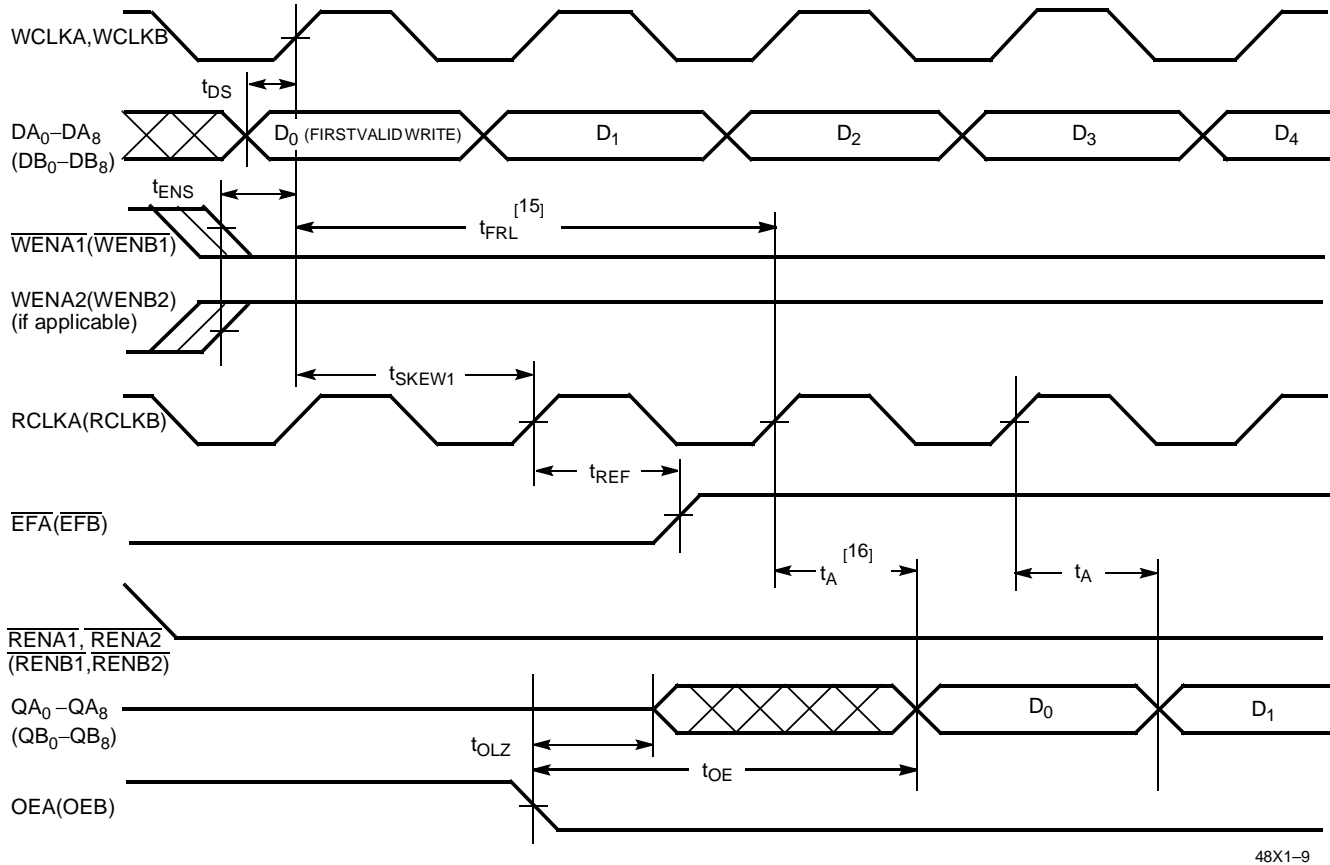 WCLKA,WCLKB
tDS
DA0–DA8
(DB0–DB8)
D0 (FIRSTVALID WRITE)
D1
D2
D3
D4
tENS
[15]
tFRL
WENA1(WENB1)
WENA2(WENB2)
(if applicable)
tSKEW1
RCLKA(RCLKB)
tREF
EFA(EFB)
[16]
tA
tA
RENA1, RENA2
(RENB1,RENB2)
QA0 –QA8
(QB0–QB8)
D0
D1
tOLZ
tOE
OEA(OEB)
48X1–9